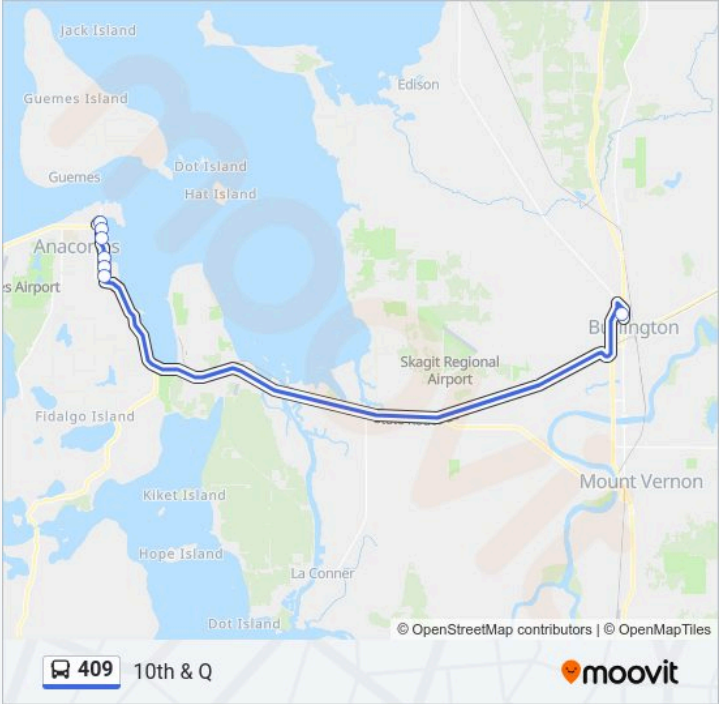 Jack Island
Edison
Guemes Island
Dot Island
Guemes
Hat Island
Anacortes
es Airport
Burlington
Skagit Regional
Airport
Fidalgo Island
Mount Vernon
Kiket Island
Hope Island
La Conner
Dot Island
© OpenStreetMap contributors | © OpenMapTiles
409 10th & Q
moovit